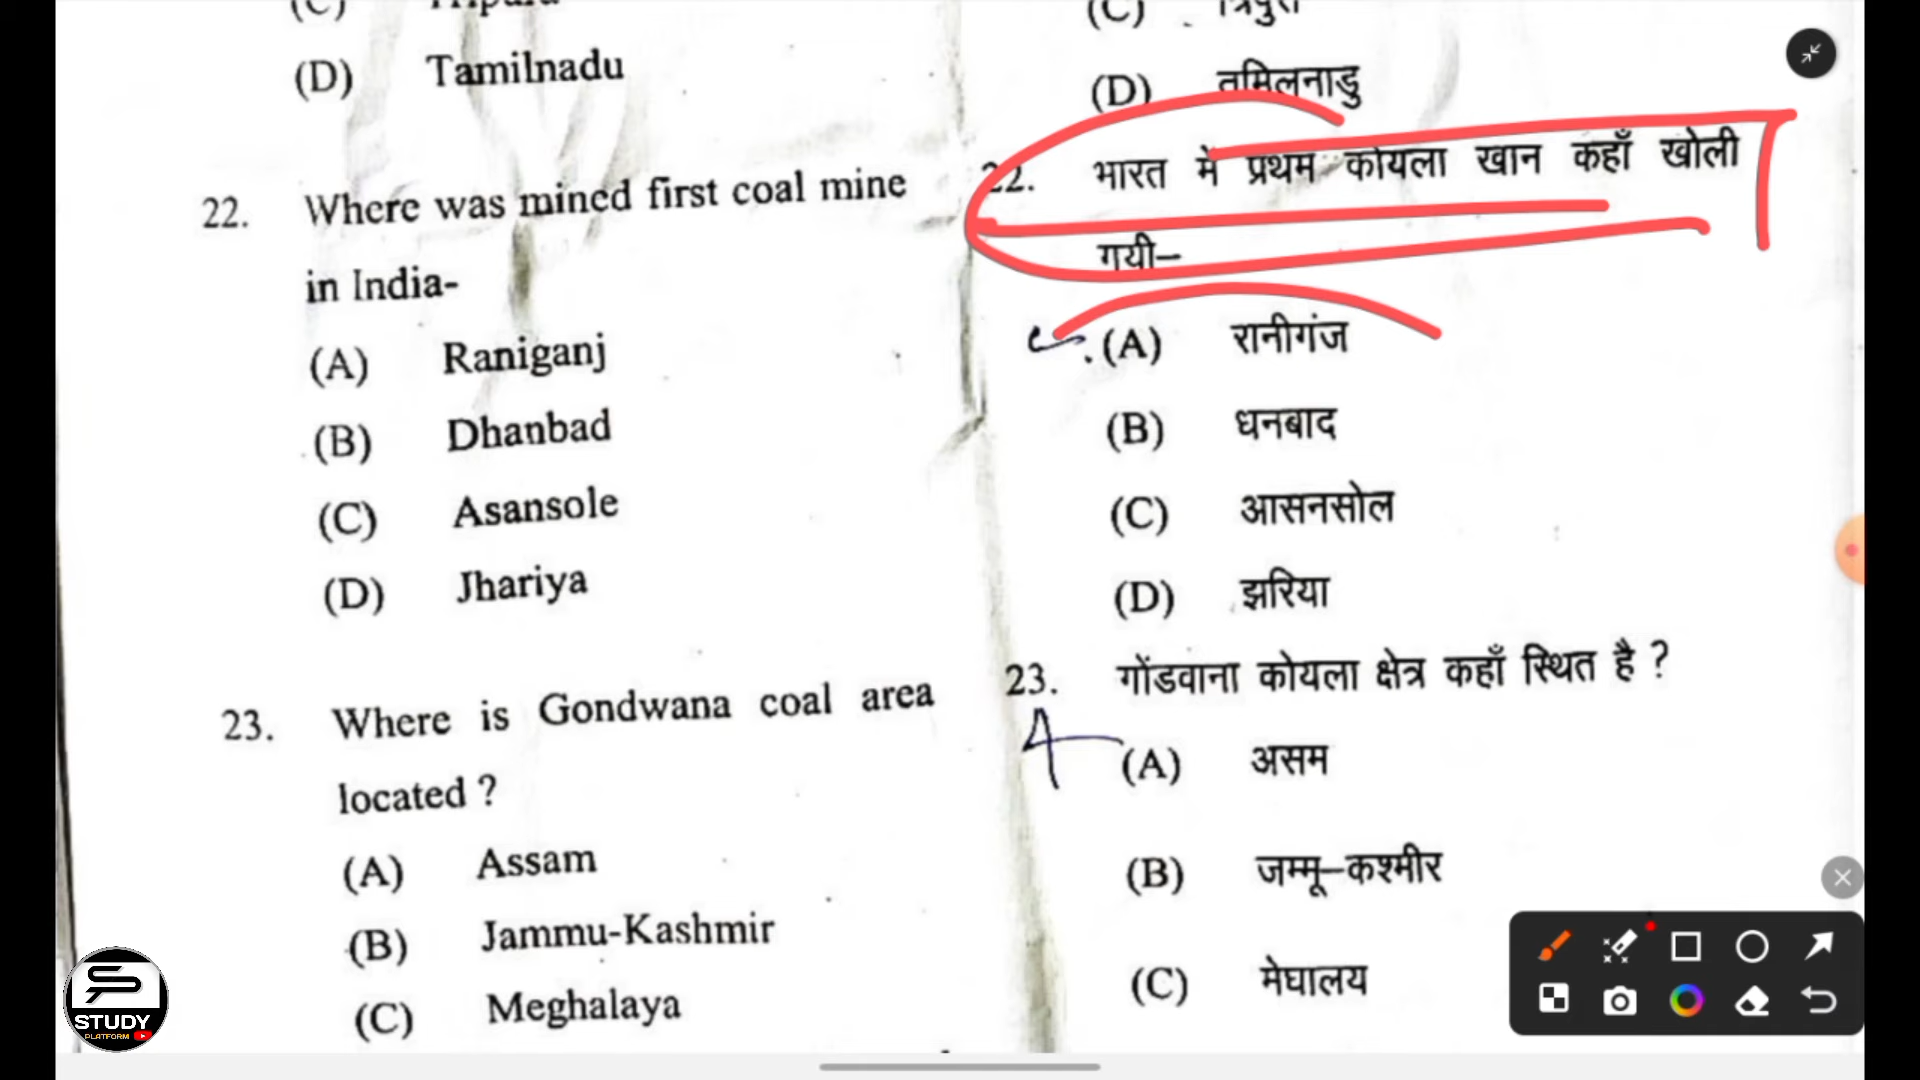 (C) Tripura
(D) Tamilnadu
22. Where was mined first coal mine
in India-
(A) Raniganj
(B) Dhanbad
(C) Asansole
(D) Jhariya
23. Where is Gondwana coal area
located ?
(A) Assam
(B) Jammu-Kashmir
(C) Meghalaya
(C) त्रिपुरा
(D) तमिलनाडु
22. भारत में प्रथम कोयला खान कहाँ खोली
गयी–
(A) रानीगंज
(B) धनबाद
(C) आसनसोल
(D) झरिया
23. गोंडवाना कोयला क्षेत्र कहाँ स्थित है ?
(A) असम
(B) जम्मू–कश्मीर
(C) मेघालय
STUDY
PLATFORM